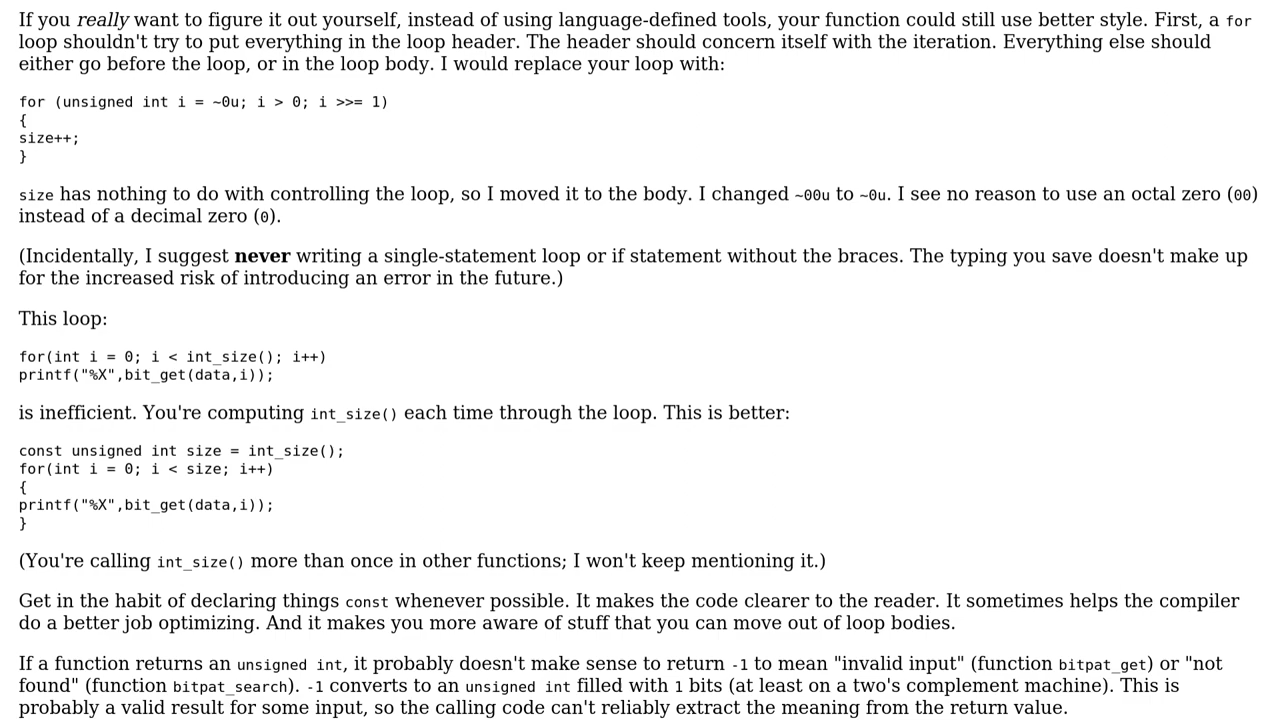 If you really want to figure it out yourself, instead of using language-defined tools, your function could still use better style. First, a for
loop shouldn't try to put everything in the loop header. The header should concern itself with the iteration. Everything else should
either go before the loop, or in the loop body. I would replace your loop with:
for (unsigned int i = ~0u; i > 0; i >>= 1)
{
size++;
}
size has nothing to do with controlling the loop, so I moved it to the body. I changed ~00u to ~0u. I see no reason to use an octal zero (00)
instead of a decimal zero (0).
(Incidentally, I suggest never writing a single-statement loop or if statement without the braces. The typing you save doesn't make up
for the increased risk of introducing an error in the future.)
This loop:
for(int i = 0; i < int_size(); i++)
printf("%X",bit_get(data,i));
is inefficient. You're computing int_size() each time through the loop. This is better:
const unsigned int size = int_size();
for(int i = 0; i < size; i++)
{
printf("%X",bit_get(data,i));
}
(You're calling int_size() more than once in other functions; I won't keep mentioning it.)
Get in the habit of declaring things const whenever possible. It makes the code clearer to the reader. It sometimes helps the compiler
do a better job optimizing. And it makes you more aware of stuff that you can move out of loop bodies.
If a function returns an unsigned int, it probably doesn't make sense to return -1 to mean "invalid input" (function bitpat_get) or "not
found" (function bitpat_search). -1 converts to an unsigned int filled with 1 bits (at least on a two's complement machine). This is
probably a valid result for some input, so the calling code can't reliably extract the meaning from the return value.